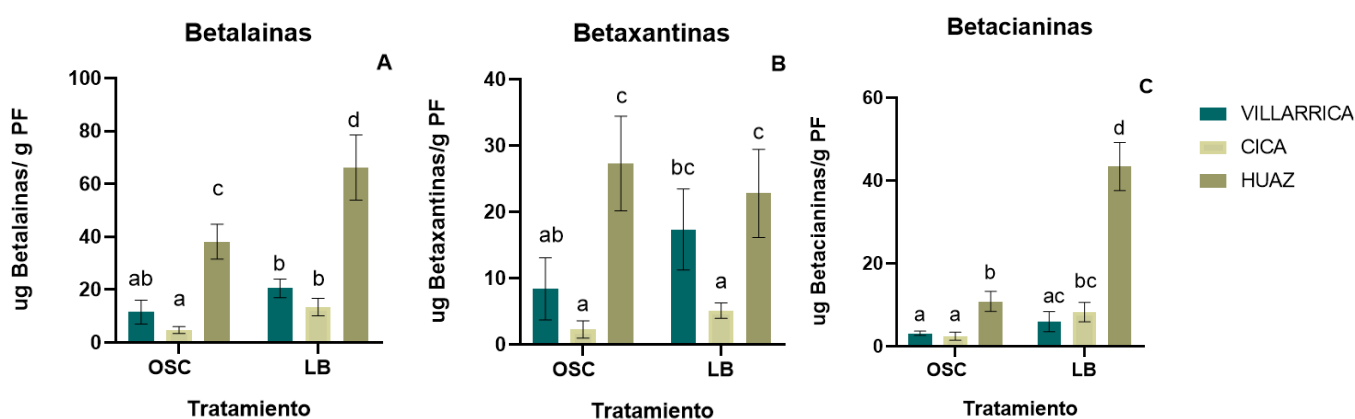 Betalainas
A
ug Betalainas/ g PF
100
80
60
40
20
0
ab
a
c
b
b
d
OSC
LB
Tratamiento
Betaxantinas
B
ug Betaxantinas/g PF
40
30
20
10
0
ab
a
c
bc
a
c
OSC
LB
Tratamiento
Betacianinas
C
ug Betacianinas/g PF
60
40
20
0
a
a
b
ac
bc
d
OSC
LB
Tratamiento
VILLARRICA
CICA
HUAZ